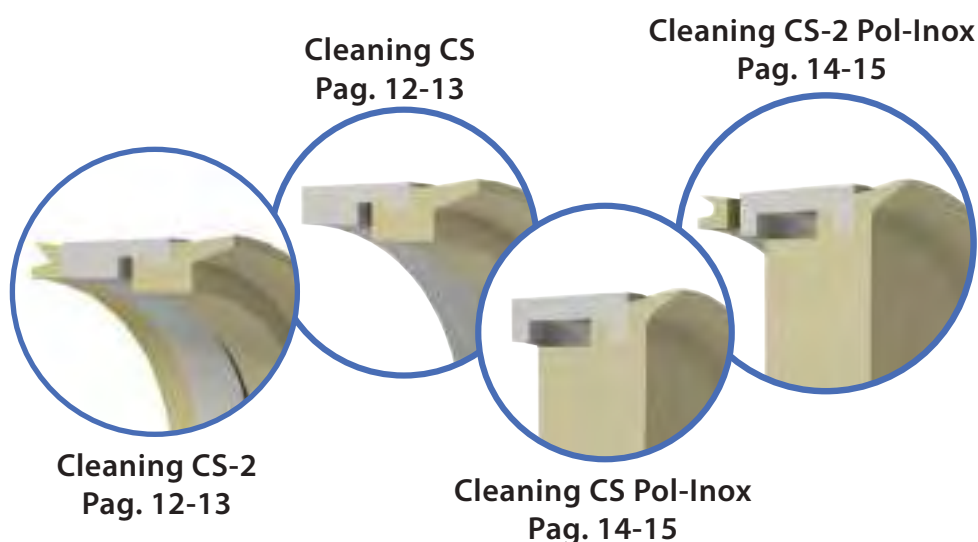 Cleaning CS
Pag. 12-13
Cleaning CS-2 Pol-Inox
Pag. 14-15
Cleaning CS-2
Pag. 12-13
Cleaning CS Pol-Inox
Pag. 14-15